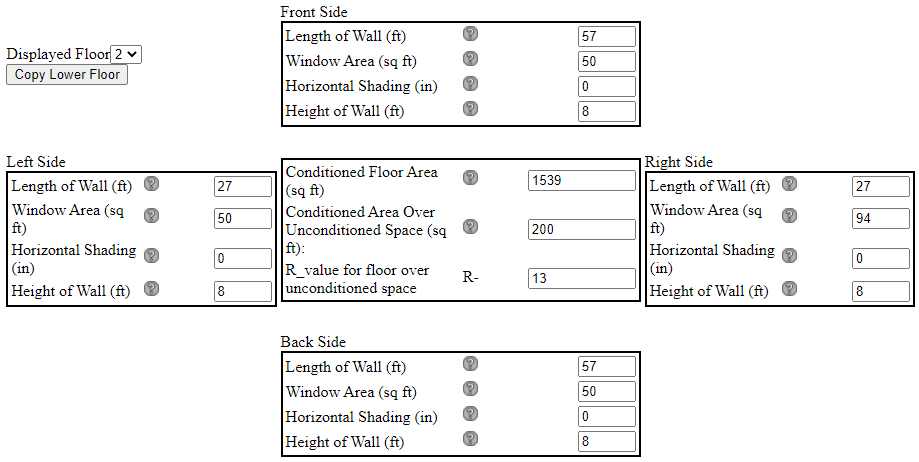 Front Side
Length of Wall (ft) ? 57
Displayed Floor 2
Window Area (sq ft) ? 50
Copy Lower Floor
Horizontal Shading (in) ? 0
Height of Wall (ft) ? 8
Left Side
Length of Wall (ft) ? 27
Window Area (sq
ft) ? 50
Horizontal Shading
(in) ? 0
Height of Wall (ft) ? 8
Conditioned Floor Area
(sq ft) ? 1539
Conditioned Area Over
Unconditioned Space (sq ? 200
ft):
R_value for floor over
unconditioned space R- 13
Right Side
Length of Wall (ft) ? 27
Window Area (sq
ft) ? 94
Horizontal Shading
(in) ? 0
Height of Wall (ft) ? 8
Back Side
Length of Wall (ft) ? 57
Window Area (sq ft) ? 50
Horizontal Shading (in) ? 0
Height of Wall (ft) ? 8